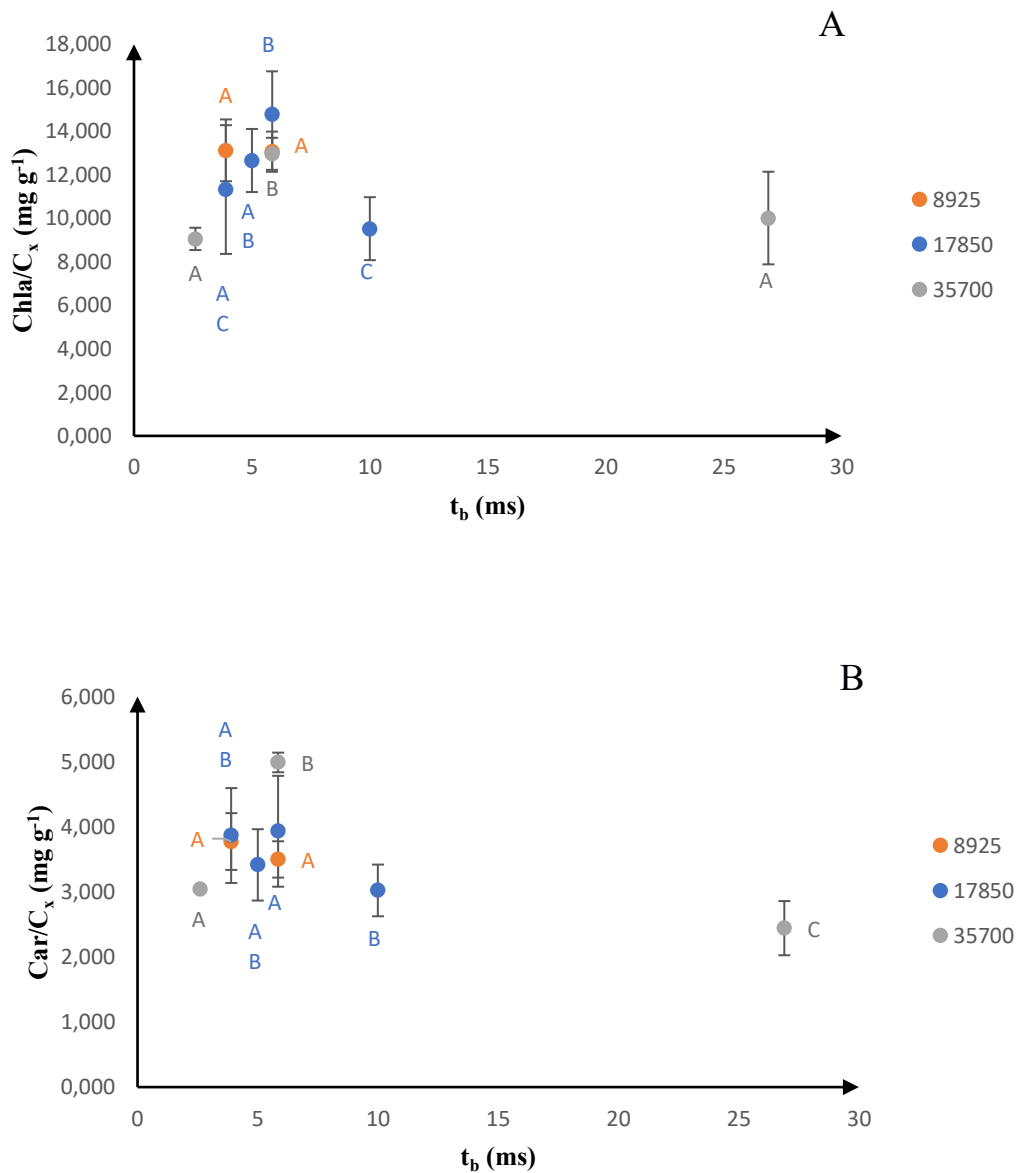 A
18,000
16,000
14,000
12,000
10,000
8,000
6,000
4,000
2,000
0,000
Chla/Cx (mg g-1)
B
A
A
B
A
B
A
A
C
C
A
0 5 10 15 20 25 30
tb (ms)
8925
17850
35700
B
6,000
5,000
4,000
3,000
2,000
1,000
0,000
Car/Cx (mg g-1)
A
B
B
A
A
A
A
A
B
B
C
0 5 10 15 20 25 30
tb (ms)
8925
17850
35700